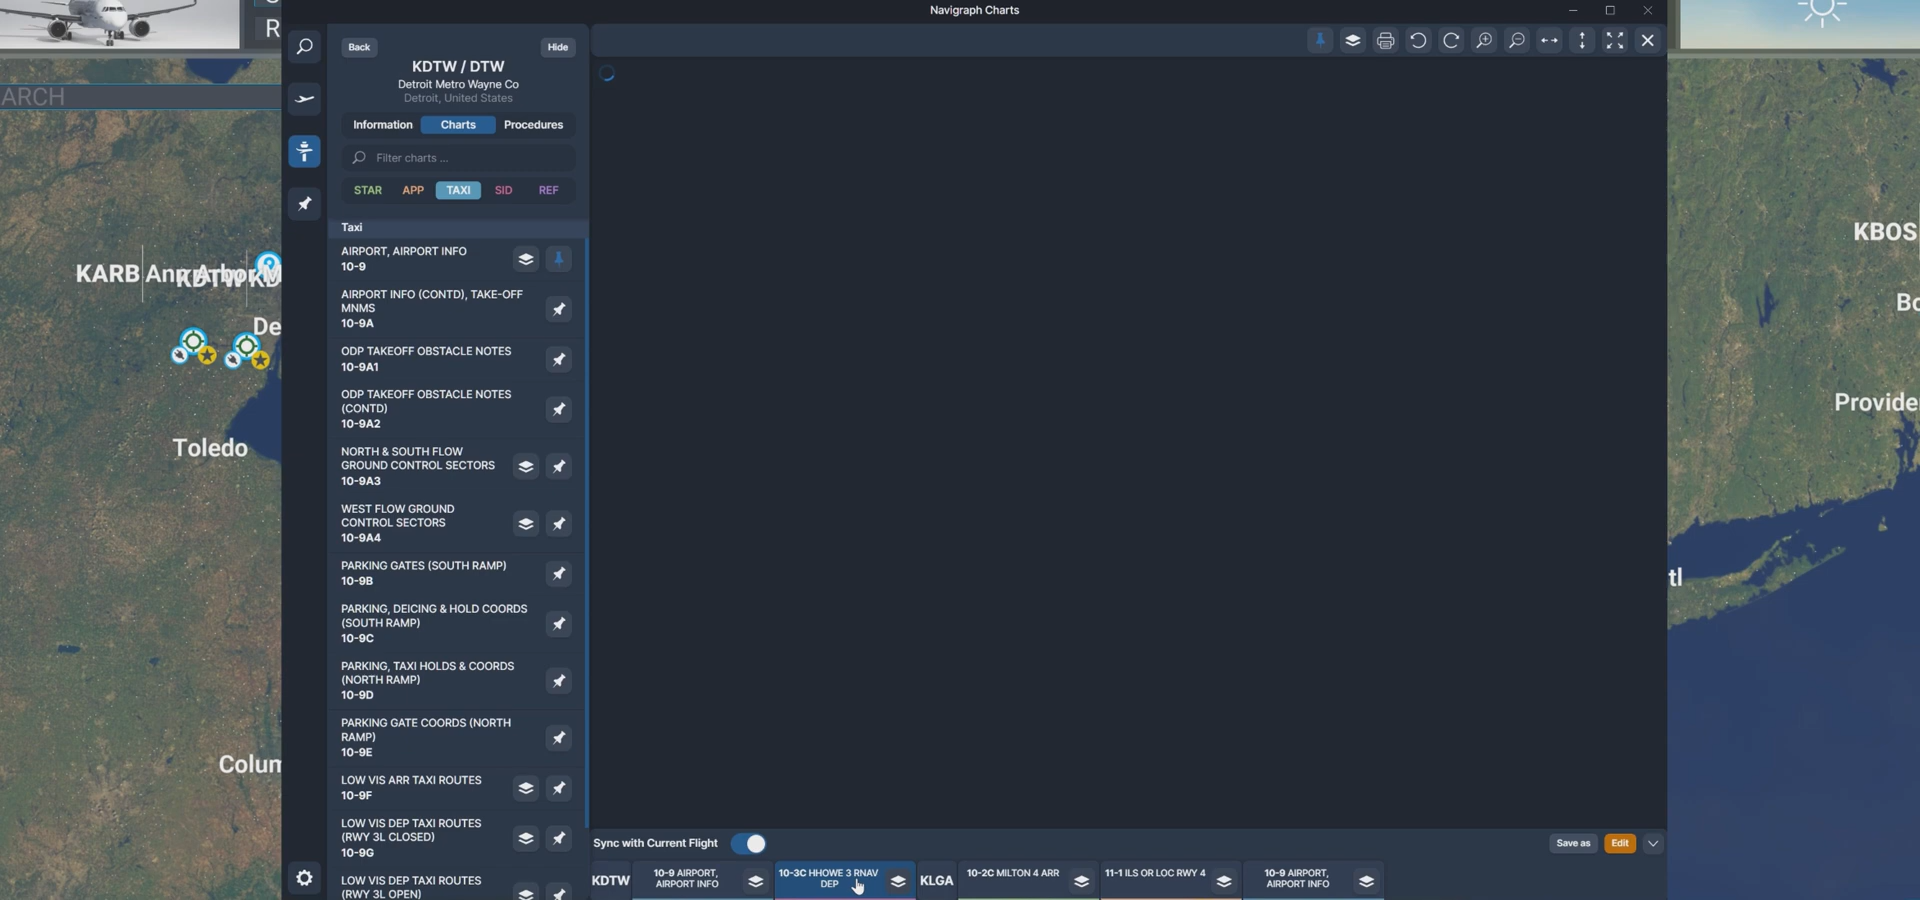 Navigraph Charts
R
ARCH
Back
Hide
KDTW / DTW
Detroit Metro Wayne Co
Detroit, United States
Information
Charts
Procedures
Filter charts ...
STAR
APP
TAXI
SID
REF
Taxi
AIRPORT, AIRPORT INFO
10-9
AIRPORT INFO (CONTD), TAKE-OFF
MNMS
10-9A
ODP TAKEOFF OBSTACLE NOTES
10-9A1
ODP TAKEOFF OBSTACLE NOTES
(CONTD)
10-9A2
NORTH & SOUTH FLOW
GROUND CONTROL SECTORS
10-9A3
WEST FLOW GROUND
CONTROL SECTORS
10-9A4
PARKING GATES (SOUTH RAMP)
10-9B
PARKING, DEICING & HOLD COORDS
(SOUTH RAMP)
10-9C
PARKING, TAXI HOLDS & COORDS
(NORTH RAMP)
10-9D
PARKING GATE COORDS (NORTH
RAMP)
10-9E
LOW VIS ARR TAXI ROUTES
10-9F
LOW VIS DEP TAXI ROUTES
(RWY 3L CLOSED)
10-9G
LOW VIS DEP TAXI ROUTES
(RWY 3L OPEN)
KARB
KDTW
De
Toledo
Colum
KBOS
Bo
Provide
tl
Sync with Current Flight
Save as
Edit
KDTW
10-9 AIRPORT,
AIRPORT INFO
10-3C HHOWE 3 RNAV
DEP
KLGA
10-2C MILTON 4 ARR
11-1 ILS OR LOC RWY 4
10-9 AIRPORT,
AIRPORT INFO